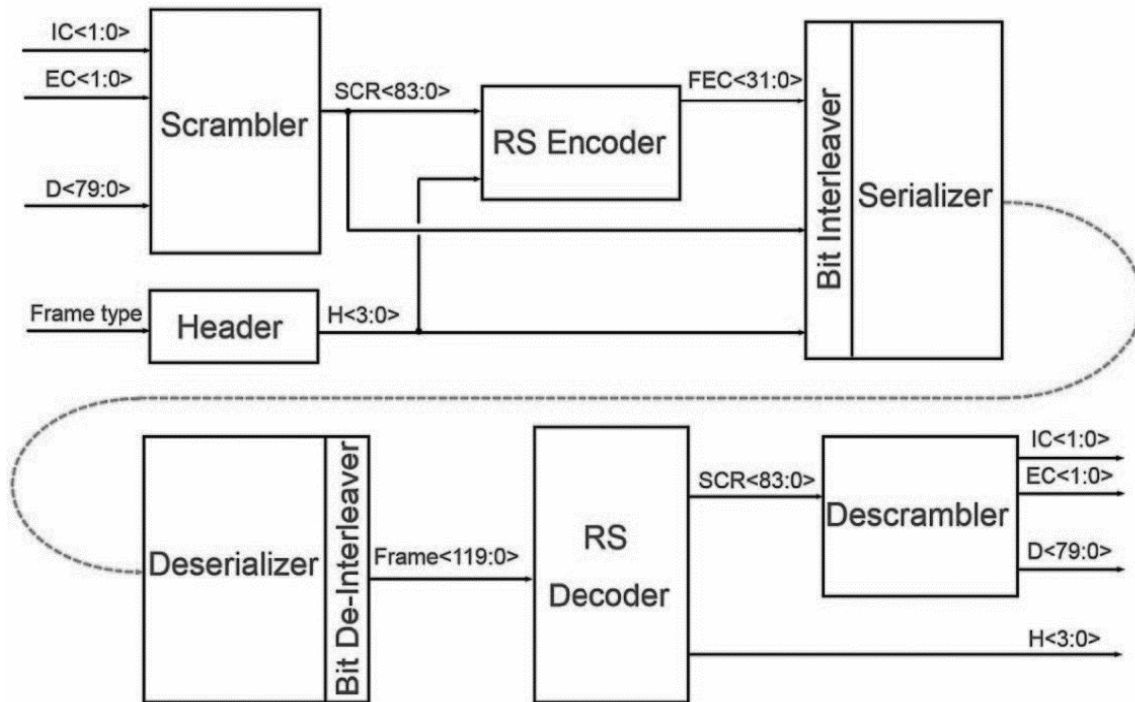 IC<1:0>
EC<1:0>
D<79:0>
Scrambler
SCR<83:0>
RS Encoder
FEC<31:0>
Bit Interleaver
Serializer
Frame type
Header
H<3:0>
Deserializer
Bit De-Interleaver
Frame<119:0>
RS
Decoder
SCR<83:0>
Descrambler
IC<1:0>
EC<1:0>
D<79:0>
H<3:0>